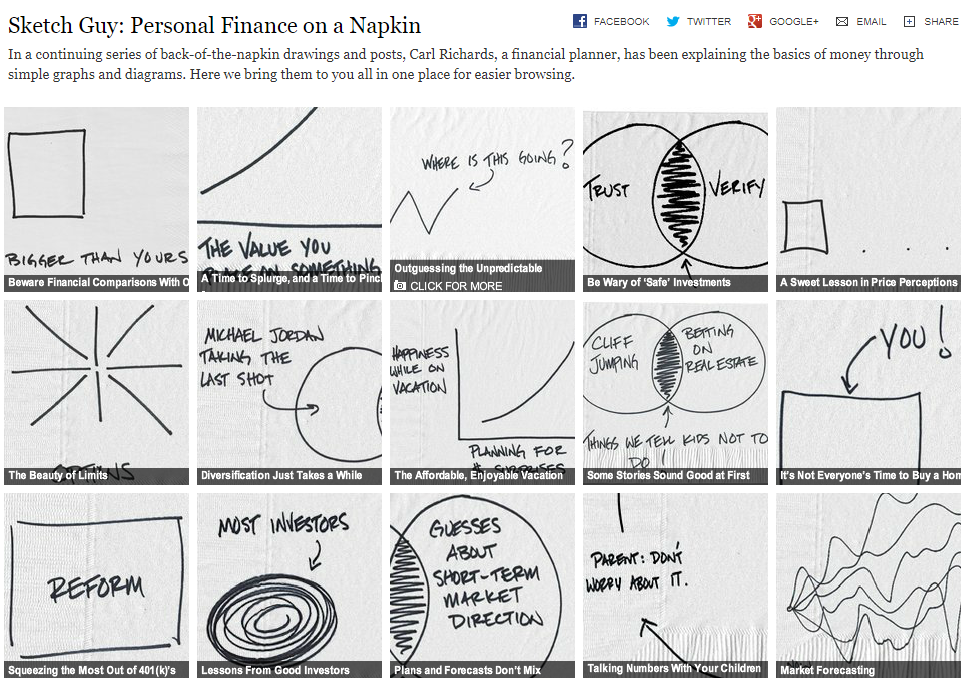 Sketch Guy: Personal Finance on a Napkin
FACEBOOK
TWITTER
GOOGLE+
EMAIL
SHARE
In a continuing series of back-of-the-napkin drawings and posts, Carl Richards, a financial planner, has been explaining the basics of money through
simple graphs and diagrams. Here we bring them to you all in one place for easier browsing.
BIGGER THAN YOURS
Beware Financial Comparisons With O
THE VALUE YOU
PLACE ON SOMETHING
A Time to Splurge, and a Time to Pinch
WHERE IS THIS GOING?
Outguessing the Unpredictable
CLICK FOR MORE
TRUST
VERIFY
Be Wary of ‘Safe’ Investments
A Sweet Lesson in Price Perceptions
OPTIONS
The Beauty of Limits
MICHAEL JORDAN
TAKING THE
LAST SHOT
Diversification Just Takes a While
HAPPINESS
WHILE ON
VACATION
PLANNING FOR
SURPRISES
The Affordable, Enjoyable Vacation
CLIFF
JUMPING
BETTING
ON
REAL ESTATE
THINGS WE TELL KIDS NOT TO
DO!
Some Stories Sound Good at First
YOU!
It's Not Everyone's Time to Buy a Hom
REFORM
Squeezing the Most Out of 401(k)'s
MOST INVESTORS
Lessons From Good Investors
GUESSES
ABOUT
SHORT-TERM
MARKET
DIRECTION
Plans and Forecasts Don't Mix
PARENT: DON'T
WORRY ABOUT IT.
Talking Numbers With Your Children
Market Forecasting